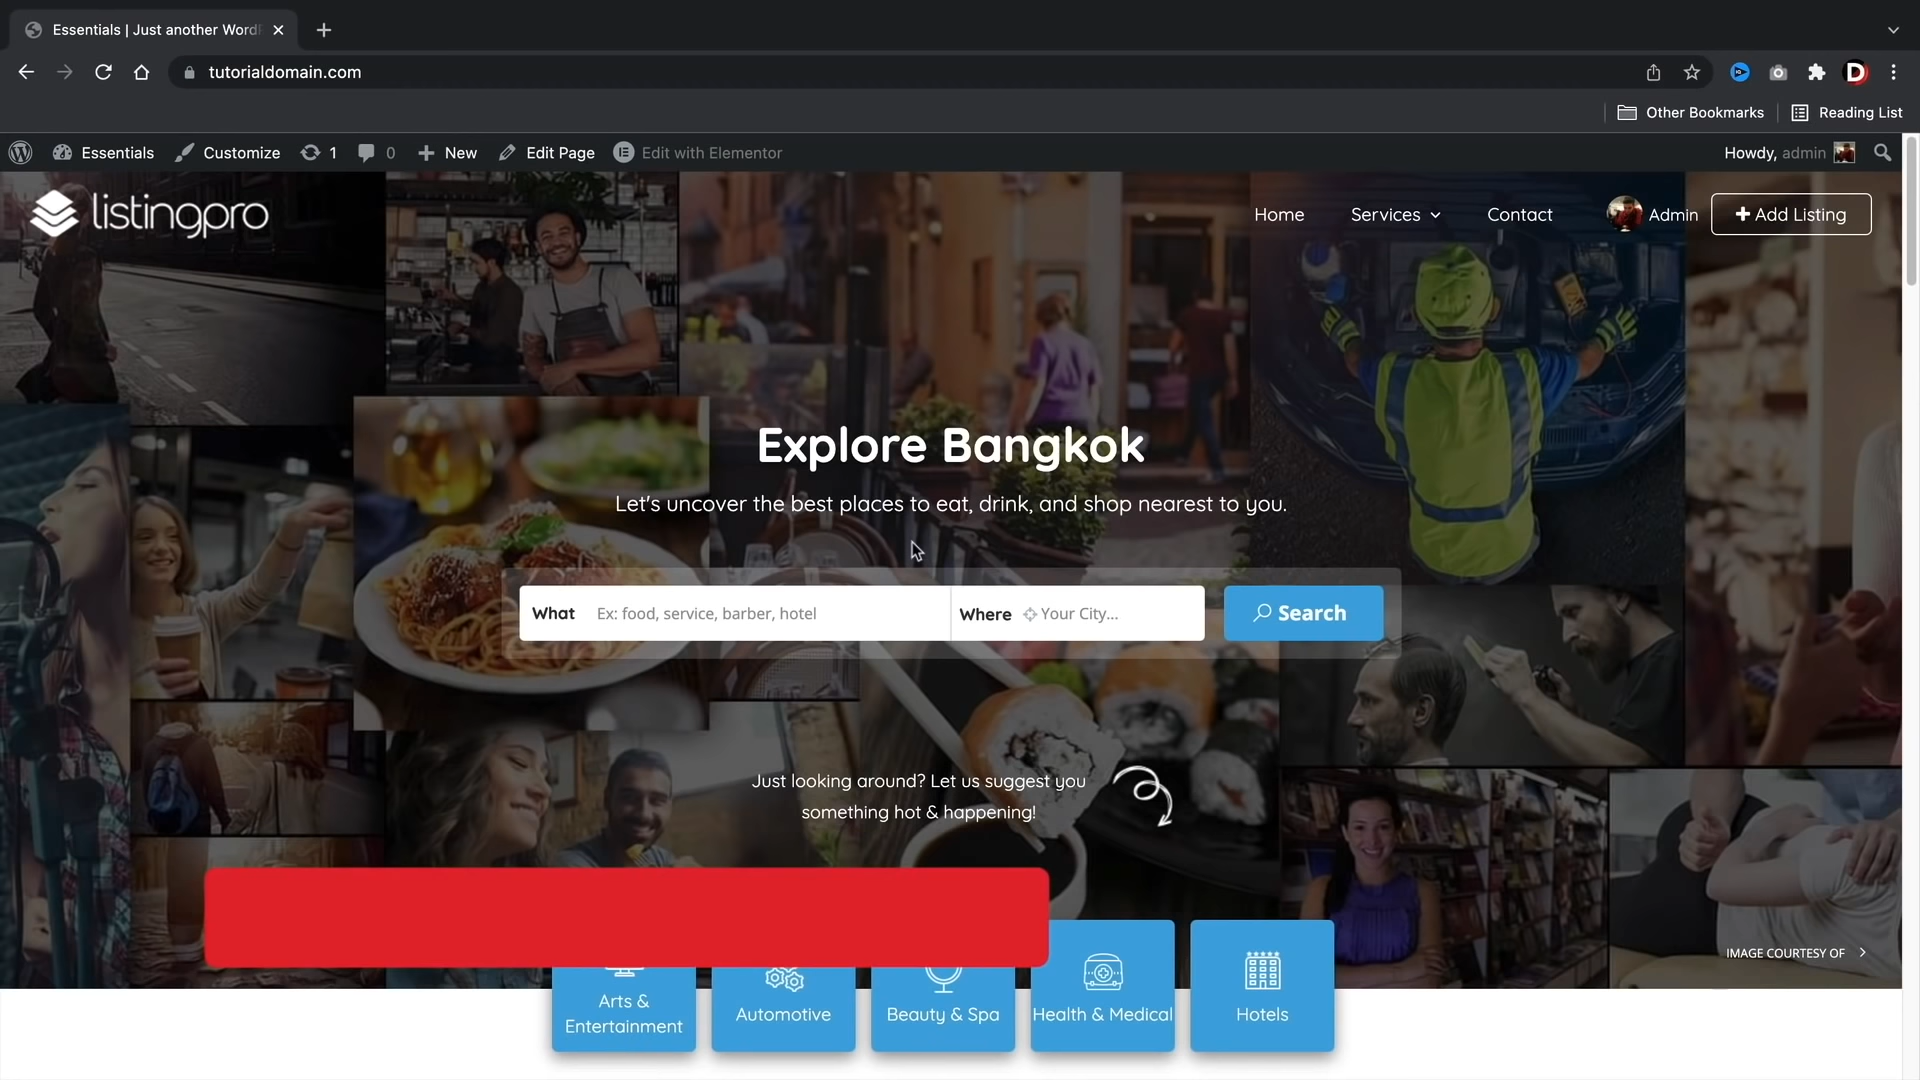 Essentials | Just another Word
tutorialdomain.com
Other Bookmarks
Reading List
Essentials
Customize
1
0
New
Edit Page
Edit with Elementor
Howdy, admin
listingpro
Home
Services
Contact
Admin
Add Listing
Explore Bangkok
Let's uncover the best places to eat, drink, and shop nearest to you.
What
Ex: food, service, barber, hotel
Where
Your City...
Search
Just looking around? Let us suggest you
something hot & happening!
IMAGE COURTESY OF
Arts &
Entertainment
Automotive
Beauty & Spa
Health & Medical
Hotels